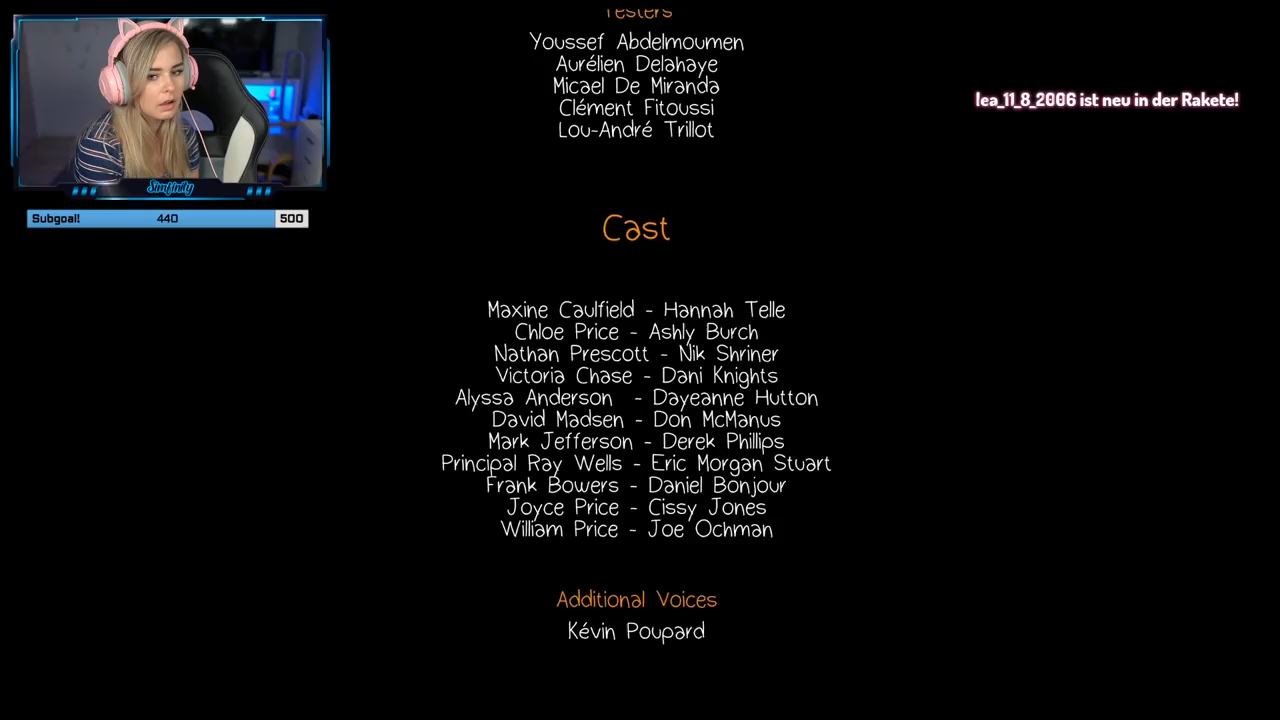 Testers
Youssef Abdelmoumen
Aurélien Delahaye
Micael De Miranda
Clément Fitoussi
Lou-André Trillot
lea_11_8_2006 ist neu in der Rakete!
Simfinity
Subgoal! 440 500
Cast
Maxine Caulfield - Hannah Telle
Chloe Price - Ashly Burch
Nathan Prescott - Nik Shriner
Victoria Chase - Dani Knights
Alyssa Anderson - Dayeanne Hutton
David Madsen - Don McManus
Mark Jefferson - Derek Phillips
Principal Ray Wells - Eric Morgan Stuart
Frank Bowers - Daniel Bonjour
Joyce Price - Cissy Jones
William Price - Joe Ochman
Additional Voices
Kévin Poupard